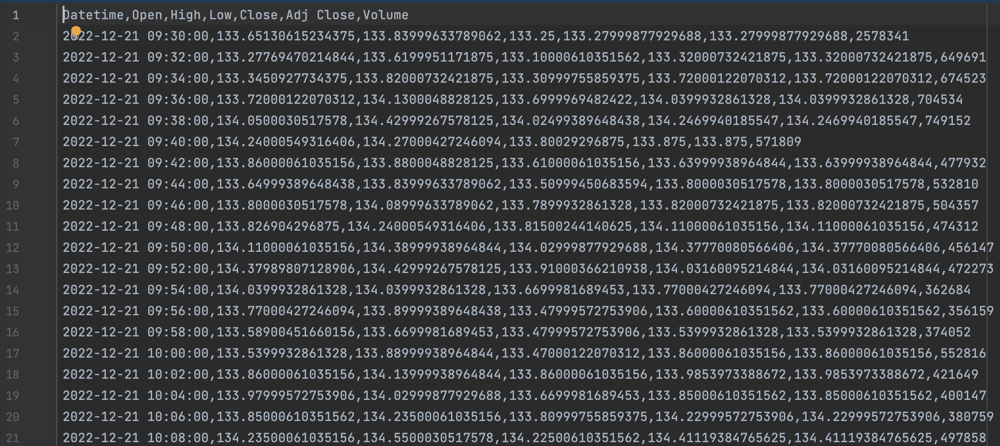 1 Datetime,Open,High,Low,Close,Adj Close,Volume
2 2022-12-21 09:30:00,133.65130615234375,133.83999633789062,133.25,133.27999877929688,133.27999877929688,2578341
3 2022-12-21 09:32:00,133.27769470214844,133.6199951171875,133.10000610351562,133.32000732421875,133.32000732421875,649691
4 2022-12-21 09:34:00,133.3450927734375,133.82000732421875,133.30999755859375,133.72000122070312,133.72000122070312,674523
5 2022-12-21 09:36:00,133.72000122070312,134.1300048828125,133.6999969482422,134.0399932861328,134.0399932861328,704534
6 2022-12-21 09:38:00,134.0500030517578,134.42999267578125,134.02499389648438,134.2469940185547,134.2469940185547,749152
7 2022-12-21 09:40:00,134.24000549316406,134.27000427246094,133.80029296875,133.875,133.875,571809
8 2022-12-21 09:42:00,133.86000061035156,133.8800048828125,133.61000061035156,133.63999938964844,133.63999938964844,477932
9 2022-12-21 09:44:00,133.64999389648438,133.83999633789062,133.50999450683594,133.8000030517578,133.8000030517578,532810
10 2022-12-21 09:46:00,133.8000030517578,134.08999633789062,133.7899932861328,133.82000732421875,133.82000732421875,504357
11 2022-12-21 09:48:00,133.826904296875,134.24000549316406,133.81500244140625,134.11000061035156,134.11000061035156,474312
12 2022-12-21 09:50:00,134.11000061035156,134.38999938964844,134.02999877929688,134.37770080566406,134.37770080566406,456147
13 2022-12-21 09:52:00,134.37989807128906,134.42999267578125,133.91000366210938,134.03160095214844,134.03160095214844,472273
14 2022-12-21 09:54:00,134.0399932861328,134.0399932861328,133.6699981689453,133.77000427246094,133.77000427246094,362684
15 2022-12-21 09:56:00,133.77000427246094,133.89999389648438,133.47999572753906,133.60000610351562,133.60000610351562,356159
16 2022-12-21 09:58:00,133.58900451660156,133.6699981689453,133.47999572753906,133.5399932861328,133.5399932861328,374052
17 2022-12-21 10:00:00,133.5399932861328,133.88999938964844,133.47000122070312,133.86000061035156,133.86000061035156,552816
18 2022-12-21 10:02:00,133.86000061035156,134.13999938964844,133.86000061035156,133.9853973388672,133.9853973388672,421649
19 2022-12-21 10:04:00,133.97999572753906,134.02999877929688,133.6699981689453,133.85000610351562,133.85000610351562,400147
20 2022-12-21 10:06:00,133.85000610351562,134.23500061035156,133.80999755859375,134.22999572753906,134.22999572753906,380759
21 2022-12-21 10:08:00,134.23500061035156,134.5500030517578,134.22500610351562,134.41119384765625,134.41119384765625,497858